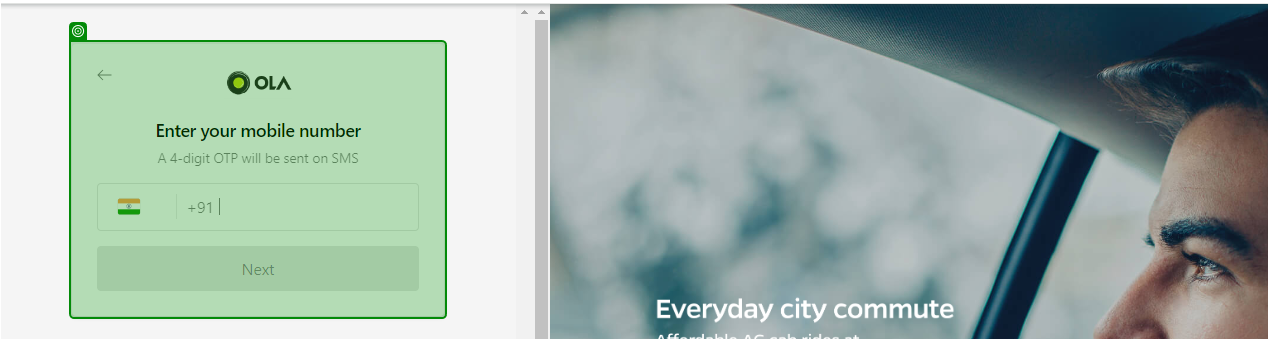 OLA
Enter your mobile number
A 4-digit OTP will be sent on SMS
+91
Next
Everyday city commute
Affordable AC cab rides at